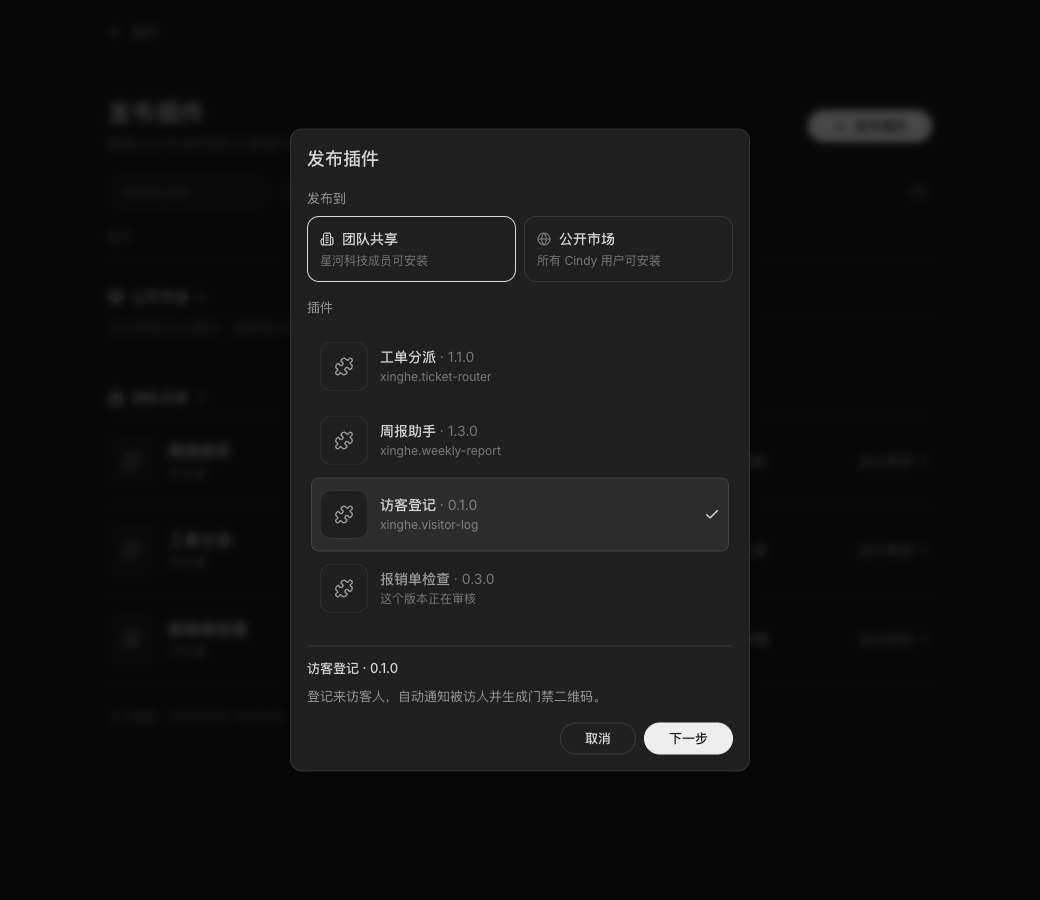 发布插件
发布到
团队共享
星河科技成员可安装
公开市场
所有 Cindy 用户可安装
插件
工单分派 · 1.1.0
xinghe.ticket-router
周报助手 · 1.3.0
xinghe.weekly-report
访客登记 · 0.1.0
xinghe.visitor-log
报销单检查 · 0.3.0
这个版本正在审核
访客登记 · 0.1.0
登记来访客人，自动通知被访人并生成门禁二维码。
取消
下一步